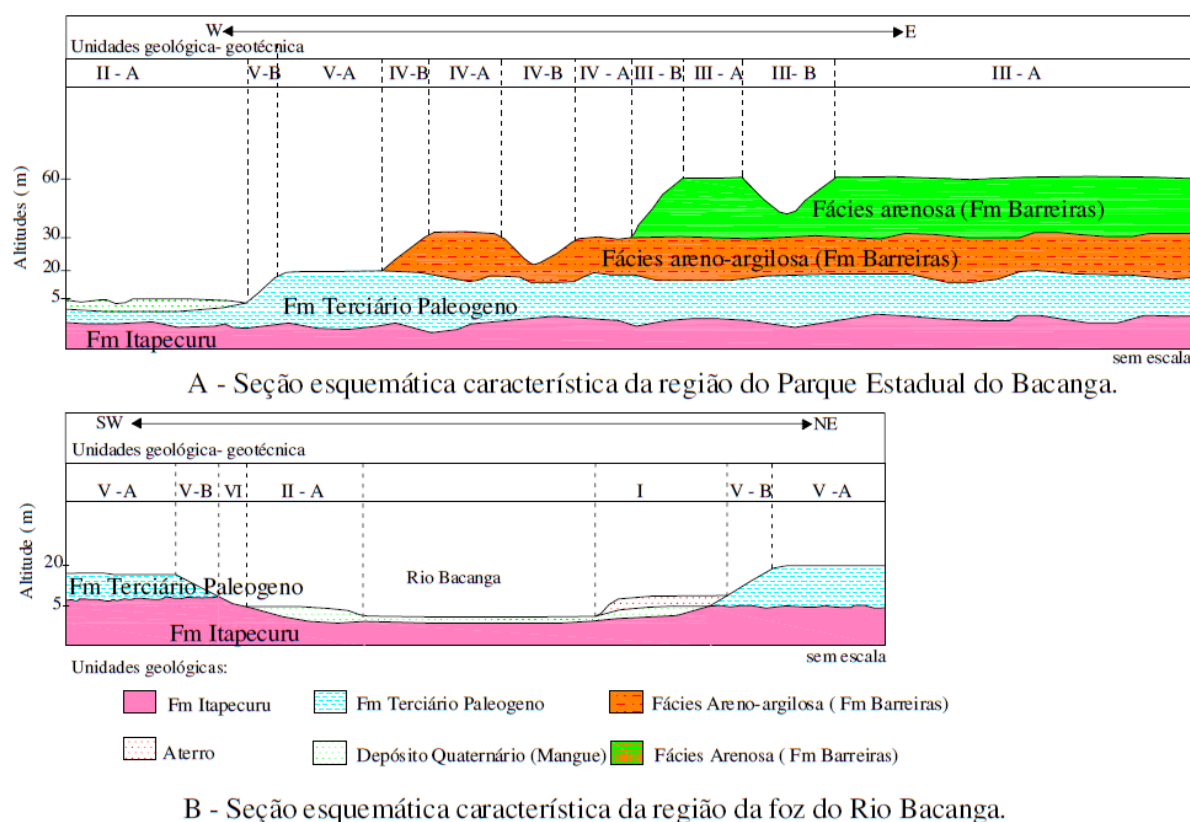 W E
Unidades geológica- geotécnica
II - A V-B V-A IV-B IV-A IV-B IV - A III - B III - A III- B III - A
Altitudes ( m )
60
30
20
5
Fácies arenosa (Fm Barreiras)
Fácies areno-argilosa (Fm Barreiras)
Fm Terciário Paleogeno
Fm Itapecuru
sem escala
A - Seção esquemática característica da região do Parque Estadual do Bacanga.
SW NE
Unidades geológica- geotécnica
V -A V-B VI II - A I V - B V -A
Altitude ( m )
20
5
Fm Terciário Paleogeno
Rio Bacanga
Fm Itapecuru
sem escala
Unidades geológicas:
Fm Itapecuru Fm Terciário Paleogeno Fácies Areno-argilosa ( Fm Barreiras)
Aterro Depósito Quaternário (Mangue) Fácies Arenosa ( Fm Barreiras)
B - Seção esquemática característica da região da foz do Rio Bacanga.